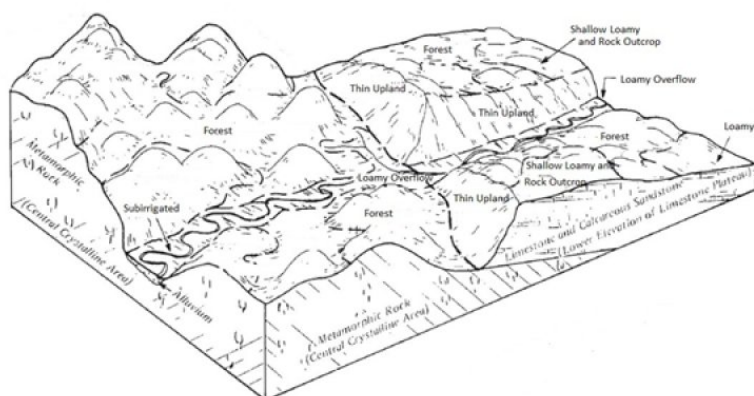 Forest
Shallow Loamy
and Rock Outcrop
Loamy Overflow
Thin Upland
Thin Upland
Forest
Forest
Loamy
Loamy Overflow
Shallow Loamy and
Rock Outcrop
Thin Upland
Subirrigated
Forest
Metamorphic
Rock
(Central Crystalline
Area)
Alluvium
Limestone and Calcareous Sandstone
(Lower Elevation of Limestone Plateau)
Metamorphic Rock
(Central Crystalline Area)